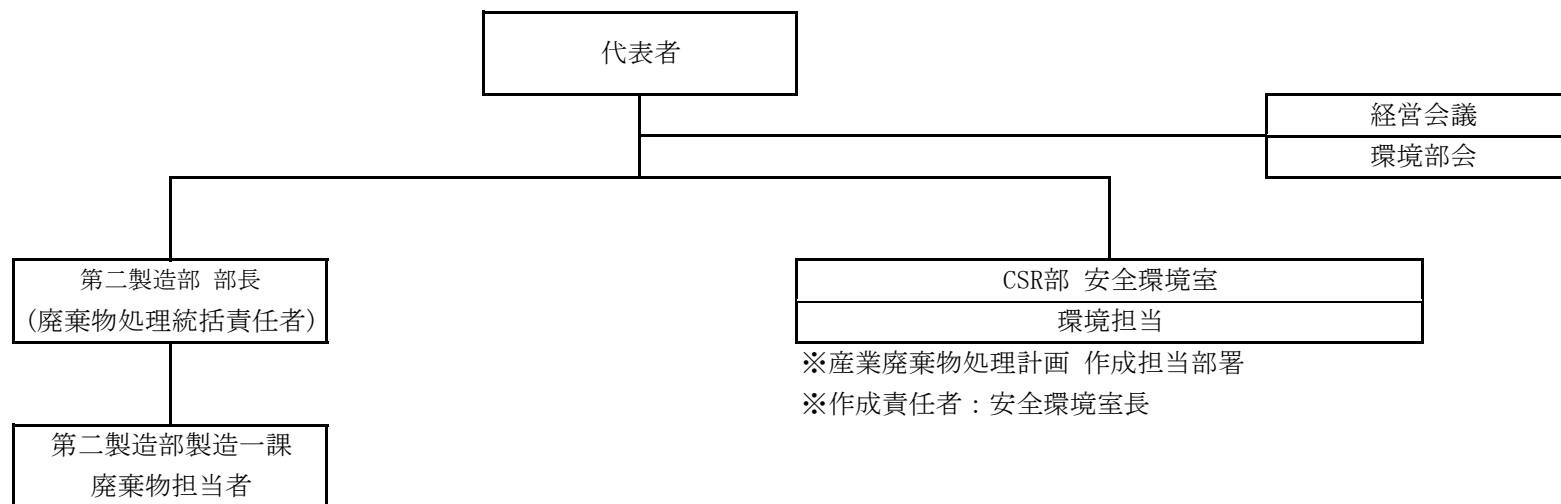 代表者
経営会議
環境部会
第二製造部 部長
(廃棄物処理統括責任者)
CSR部 安全環境室
環境担当
※産業廃棄物処理計画 作成担当部署
※作成責任者：安全環境室長
第二製造部製造一課
廃棄物担当者